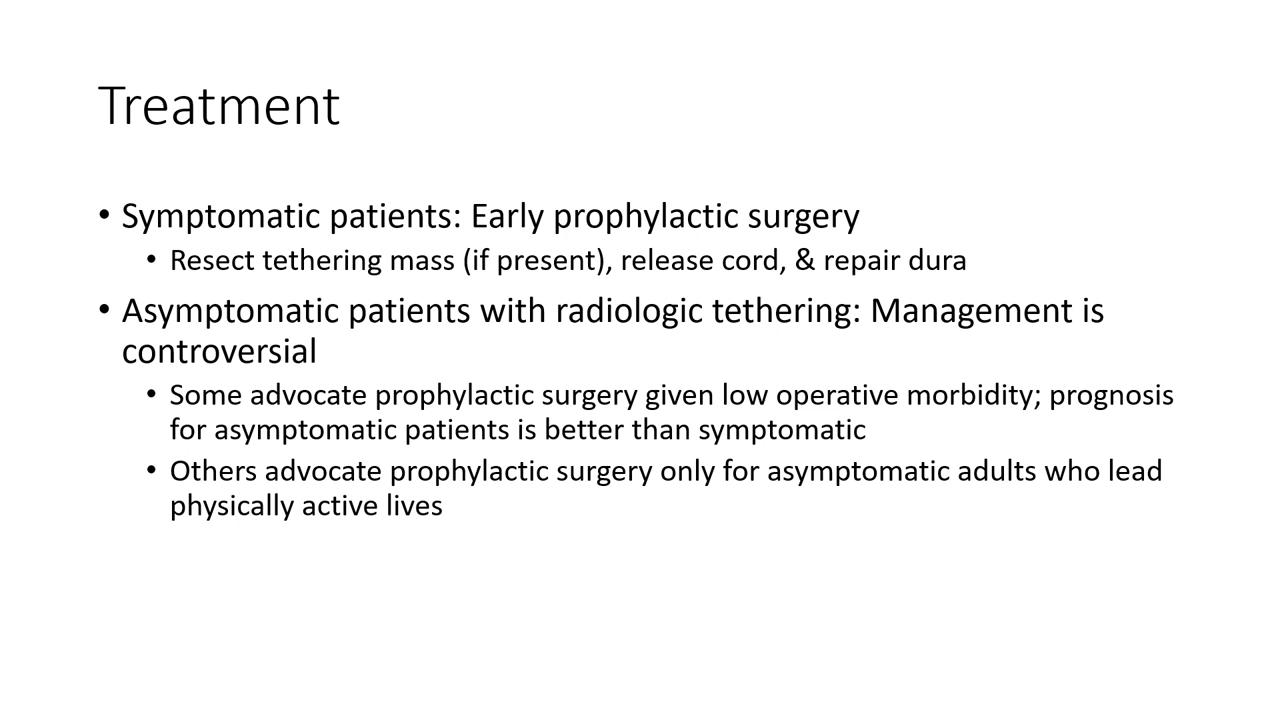 Treatment
• Symptomatic patients: Early prophylactic surgery
• Resect tethering mass (if present), release cord, & repair dura
• Asymptomatic patients with radiologic tethering: Management is
controversial
• Some advocate prophylactic surgery given low operative morbidity; prognosis
for asymptomatic patients is better than symptomatic
• Others advocate prophylactic surgery only for asymptomatic adults who lead
physically active lives